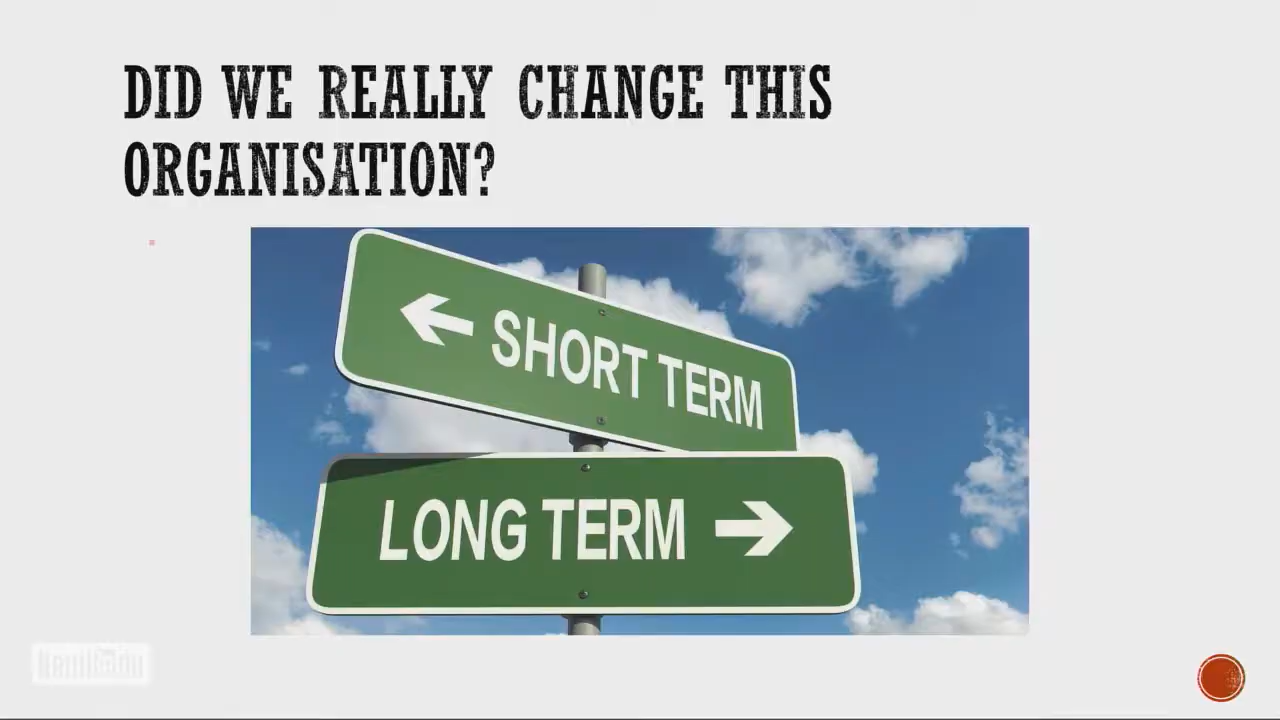 DID WE REALLY CHANGE THIS
ORGANISATION?
SHORT TERM
LONG TERM